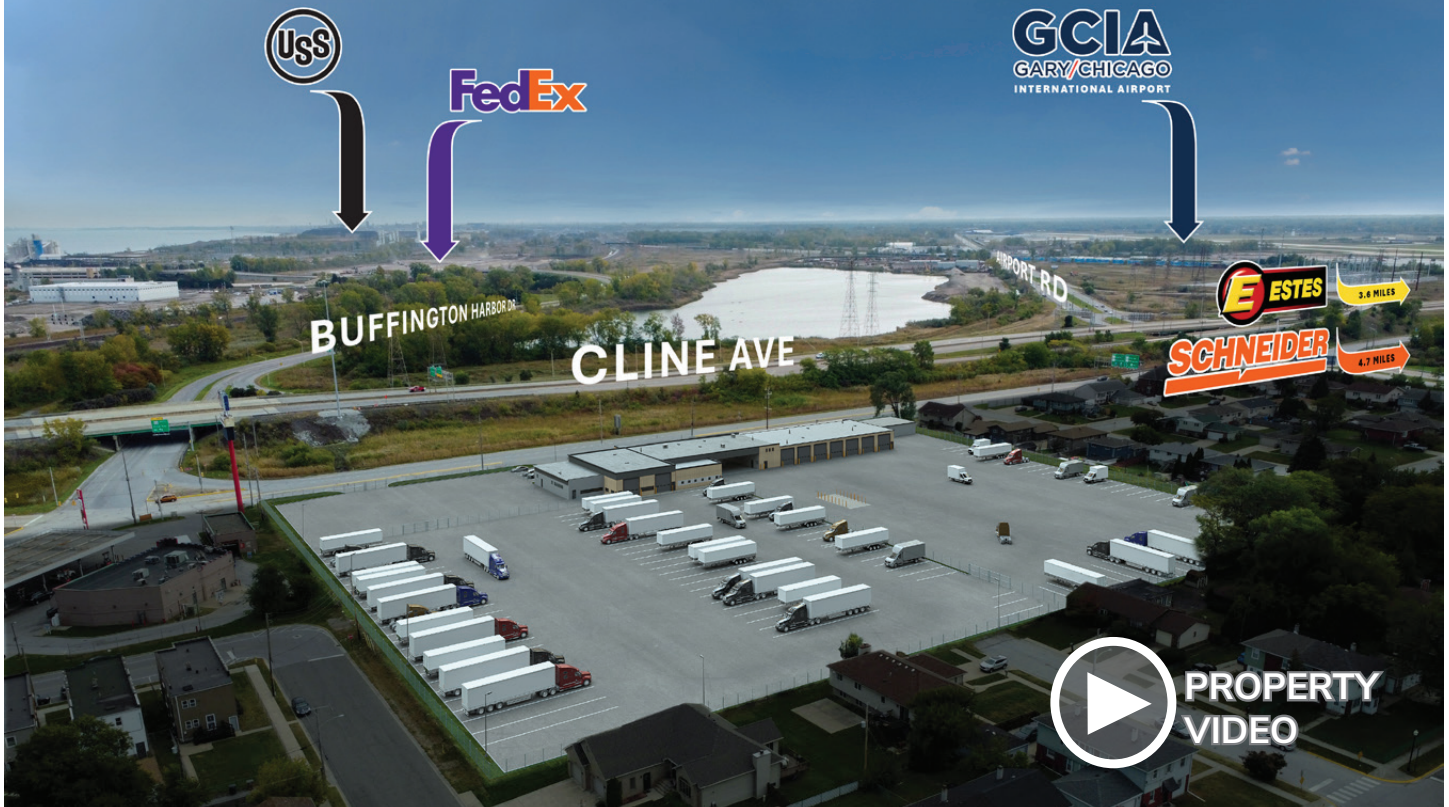 USS
FedEx
GCIA
GARY/CHICAGO
INTERNATIONAL AIRPORT
BUFFINGTON HARBOR DR
CLINE AVE
AIRPORT RD
E ESTES
3.6 MILES
SCHNEIDER
4.7 MILES
PROPERTY
VIDEO